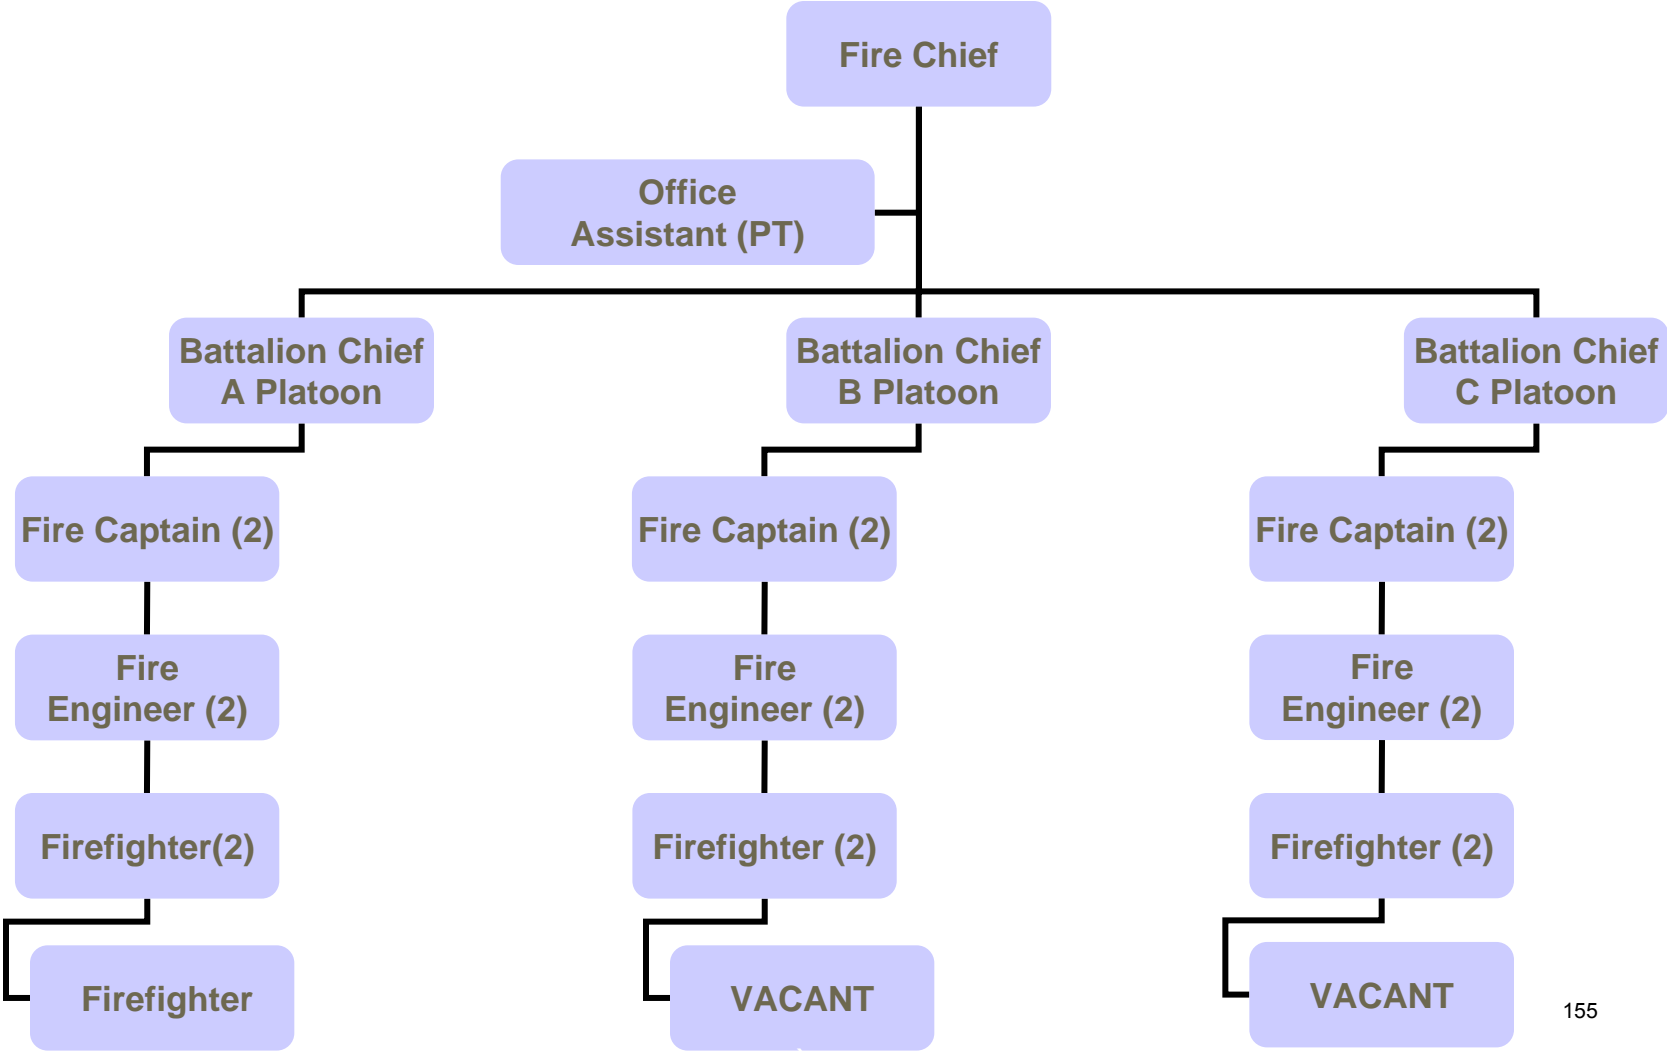 Fire Chief
Office
Assistant (PT)
Battalion Chief
A Platoon
Battalion Chief
B Platoon
Battalion Chief
C Platoon
Fire Captain (2)
Fire Captain (2)
Fire Captain (2)
Fire
Engineer (2)
Fire
Engineer (2)
Fire
Engineer (2)
Firefighter(2)
Firefighter (2)
Firefighter (2)
Firefighter
VACANT
VACANT
155